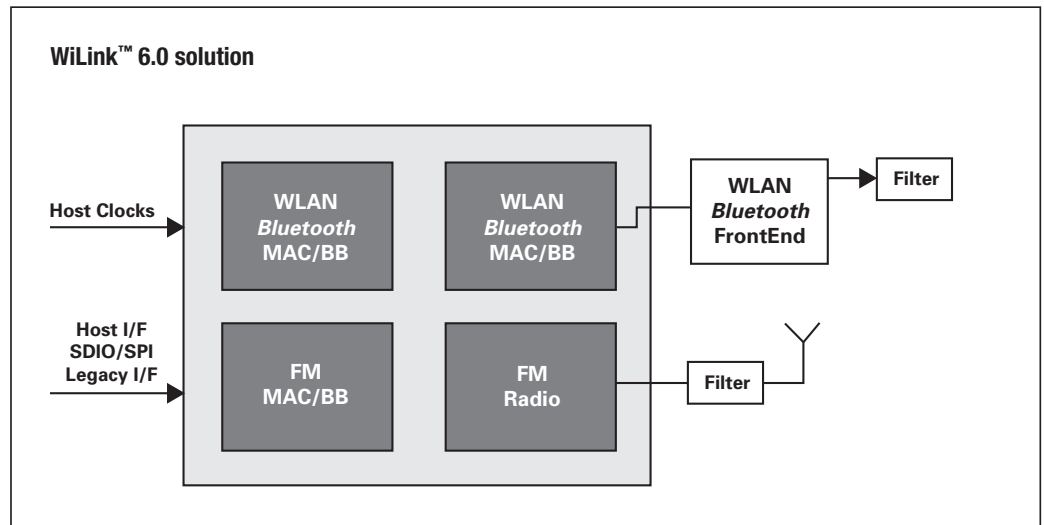 WiLink™ 6.0 solution
Host Clocks
Host I/F
SDIO/SPI
Legacy I/F
WLAN
Bluetooth
MAC/BB
WLAN
Bluetooth
MAC/BB
WLAN
Bluetooth
FrontEnd
Filter
FM
MAC/BB
FM
Radio
Filter